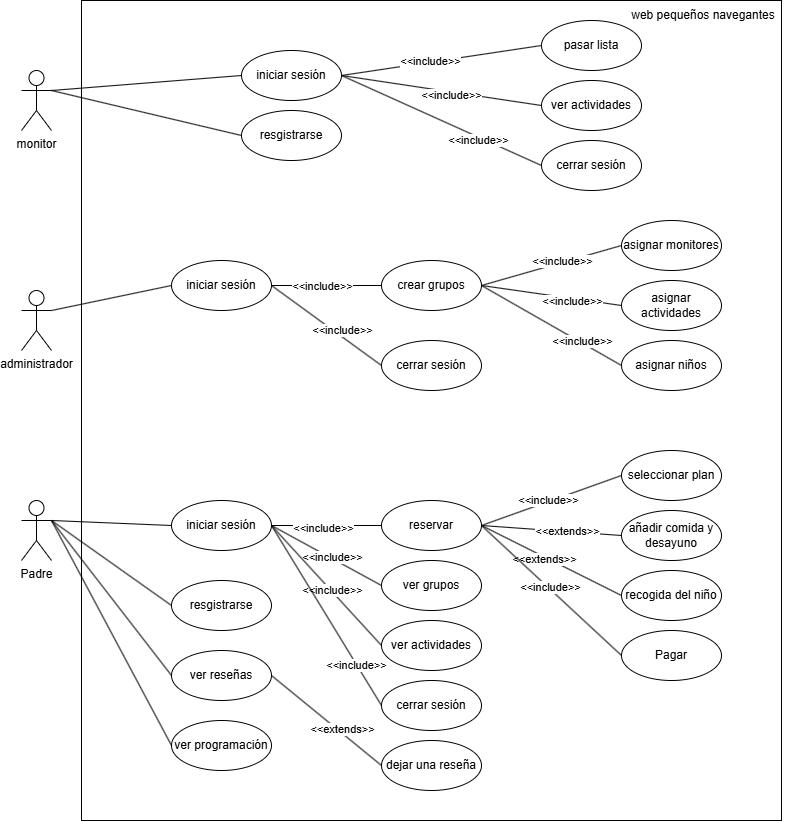 web pequeños navegantes
pasar lista
<<include>>
iniciar sesión
<<include>>
ver actividades
monitor
resgistrarse
<<include>>
cerrar sesión
asignar monitores
<<include>>
iniciar sesión
<<include>>
crear grupos
<<include>>
asignar
actividades
administrador
<<include>>
cerrar sesión
<<include>>
asignar niños
seleccionar plan
<<include>>
Padre
iniciar sesión
<<include>>
reservar
<<extends>>
añadir comida y
desayuno
<<include>>
ver grupos
<<extends>>
recogida del niño
<<include>>
resgistrarse
<<include>>
ver actividades
Pagar
ver reseñas
<<include>>
cerrar sesión
ver programación
<<extends>>
dejar una reseña